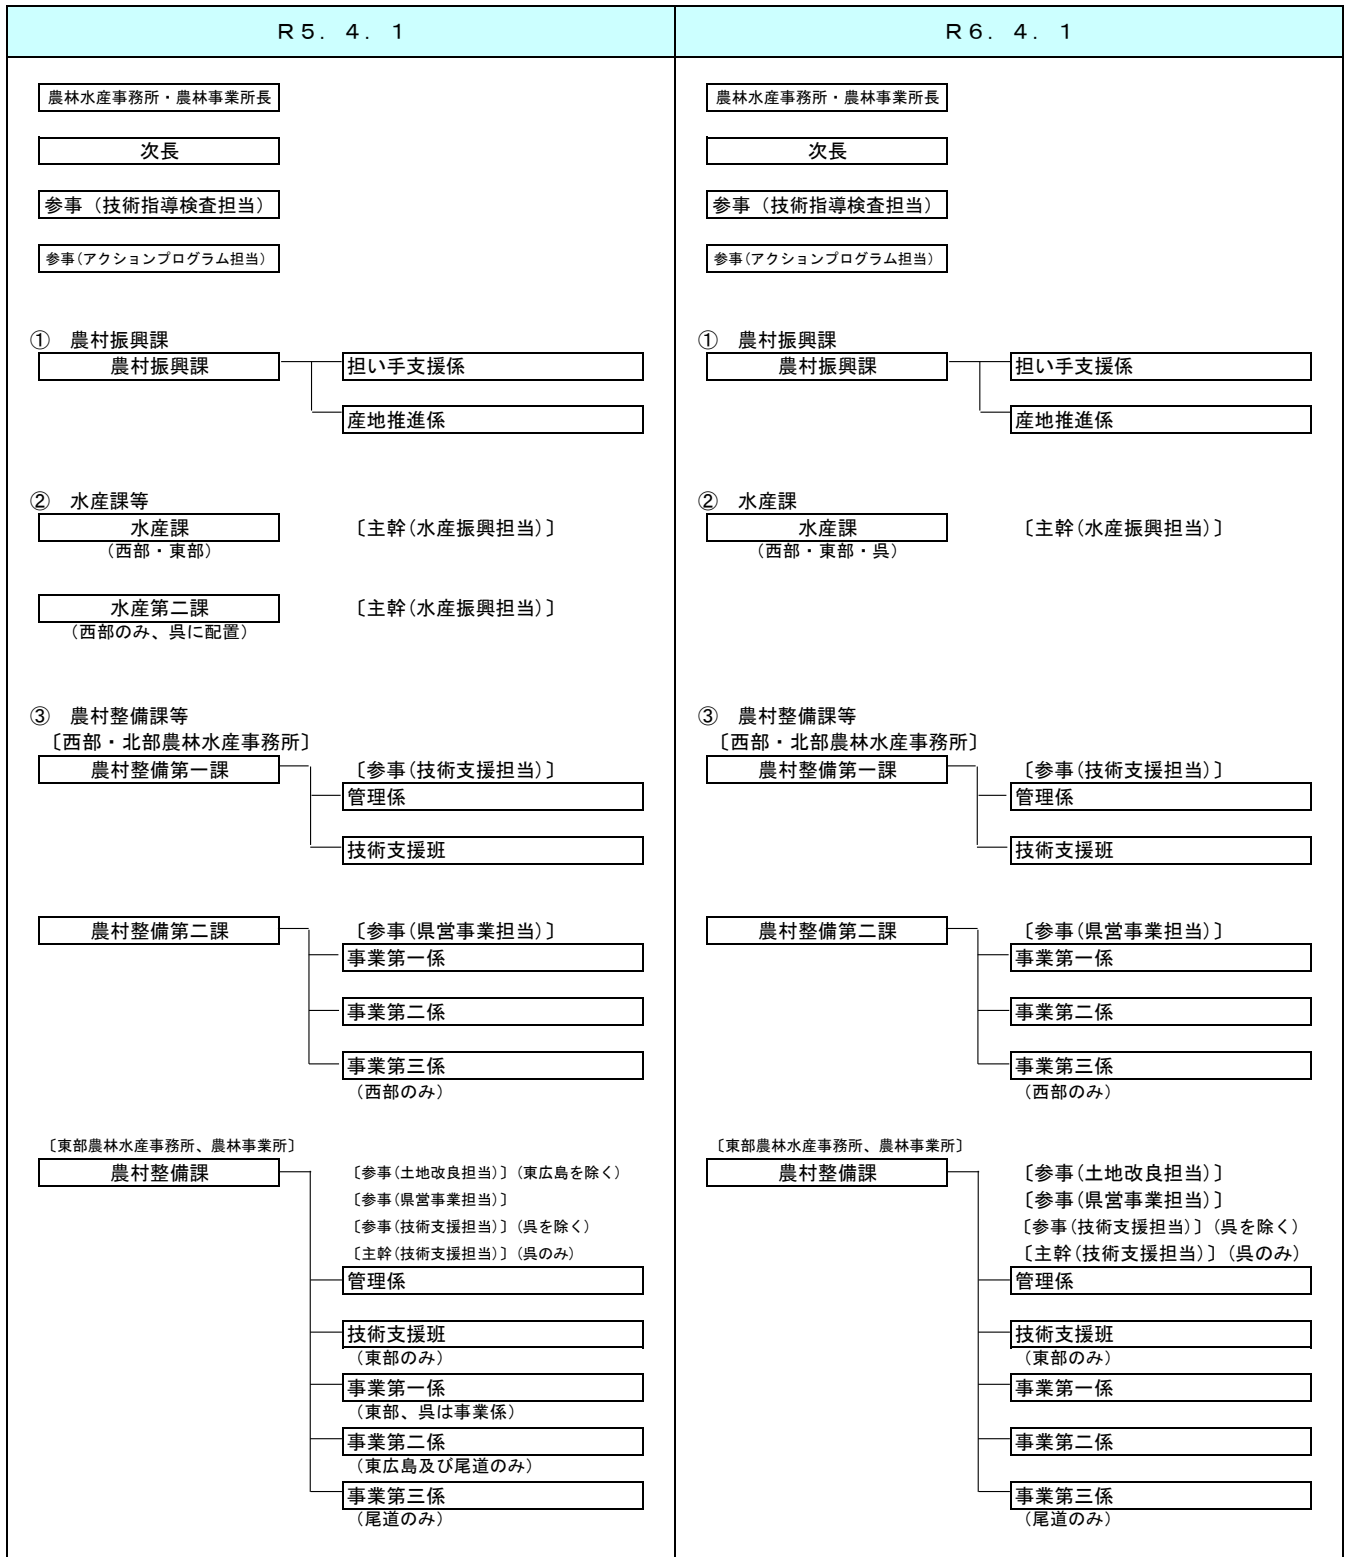 Ｒ５．４．１
農林水産事務所・農林事業所長
次長
参事（技術指導検査担当）
参事(アクションプログラム担当)
①　農村振興課
農村振興課
担い手支援係
産地推進係
②　水産課等
水産課
〔主幹(水産振興担当)〕
（西部・東部）
水産第二課
〔主幹(水産振興担当)〕
（西部のみ、呉に配置）
③　農村整備課等
〔西部・北部農林水産事務所〕
農村整備第一課
〔参事(技術支援担当)〕
管理係
技術支援班
農村整備第二課
〔参事(県営事業担当)〕
事業第一係
事業第二係
事業第三係
（西部のみ）
〔東部農林水産事務所、農林事業所〕
農村整備課
〔参事(土地改良担当)〕（東広島を除く）
〔参事(県営事業担当)〕
〔参事(技術支援担当)〕（呉を除く）
〔主幹(技術支援担当)〕（呉のみ）
管理係
技術支援班
（東部のみ）
事業第一係
（東部、呉は事業係）
事業第二係
（東広島及び尾道のみ）
事業第三係
（尾道のみ）
Ｒ６．４．１
農林水産事務所・農林事業所長
次長
参事（技術指導検査担当）
参事(アクションプログラム担当)
①　農村振興課
農村振興課
担い手支援係
産地推進係
②　水産課
水産課
〔主幹(水産振興担当)〕
（西部・東部・呉）
③　農村整備課等
〔西部・北部農林水産事務所〕
農村整備第一課
〔参事(技術支援担当)〕
管理係
技術支援班
農村整備第二課
〔参事(県営事業担当)〕
事業第一係
事業第二係
事業第三係
（西部のみ）
〔東部農林水産事務所、農林事業所〕
農村整備課
〔参事(土地改良担当)〕
〔参事(県営事業担当)〕
〔参事(技術支援担当)〕（呉を除く）
〔主幹(技術支援担当)〕（呉のみ）
管理係
技術支援班
（東部のみ）
事業第一係
事業第二係
事業第三係
（尾道のみ）